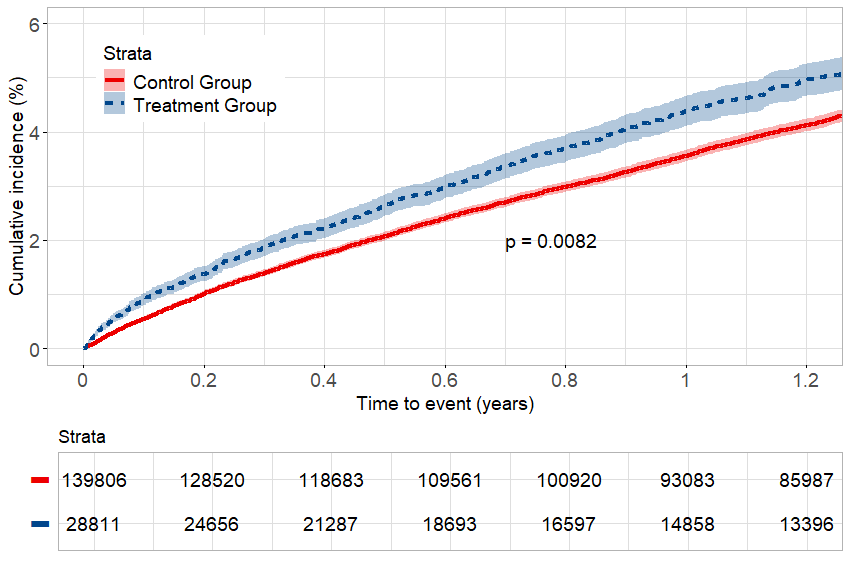 Cumulative incidence (%)
6
4
2
0
Strata
Control Group
Treatment Group
p = 0.0082
0 0.2 0.4 0.6 0.8 1 1.2
Time to event (years)
Strata
139806 128520 118683 109561 100920 93083 85987
28811 24656 21287 18693 16597 14858 13396